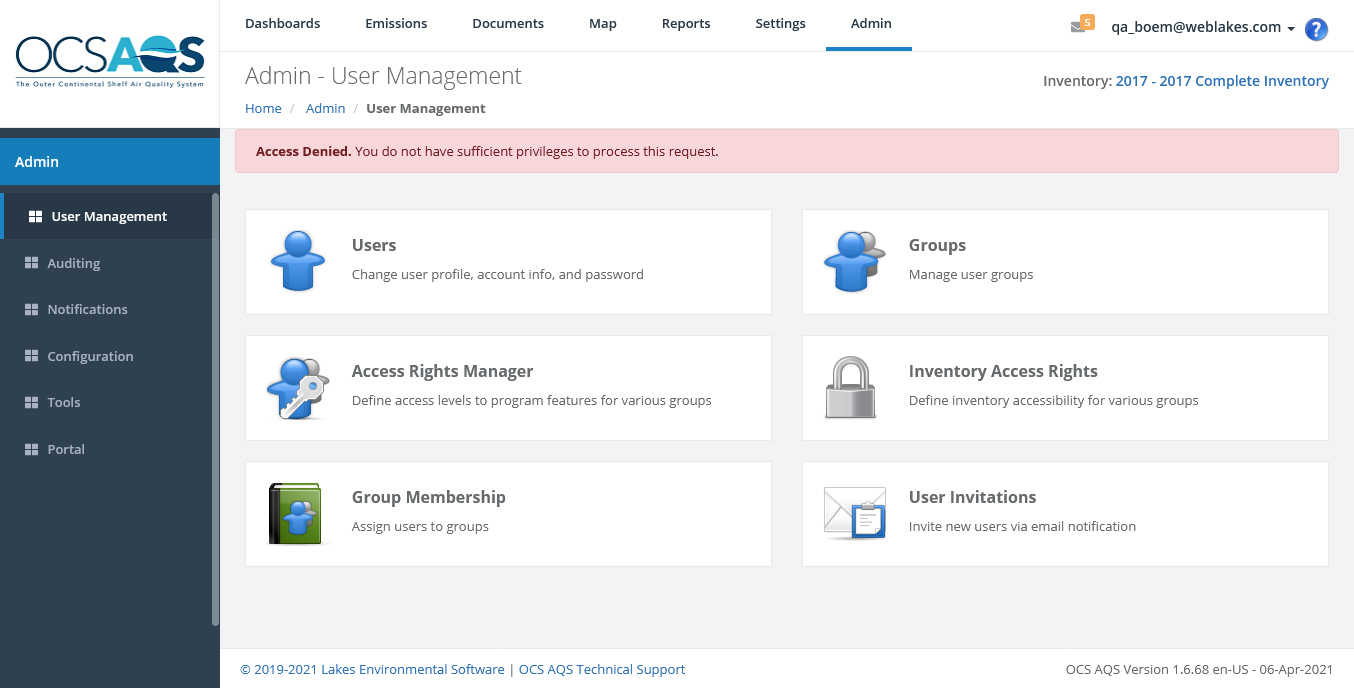 OCSAQS
The Outer Continental Shelf Air Quality System
Dashboards Emissions Documents Map Reports Settings Admin
5
qa_boem@weblakes.com
?
Admin - User Management
Inventory: 2017 - 2017 Complete Inventory
Home / Admin / User Management
Access Denied. You do not have sufficient privileges to process this request.
Admin
User Management
Auditing
Notifications
Configuration
Tools
Portal
Users
Change user profile, account info, and password
Groups
Manage user groups
Access Rights Manager
Define access levels to program features for various groups
Inventory Access Rights
Define inventory accessibility for various groups
Group Membership
Assign users to groups
User Invitations
Invite new users via email notification
© 2019-2021 Lakes Environmental Software | OCS AQS Technical Support
OCS AQS Version 1.6.68 en-US - 06-Apr-2021